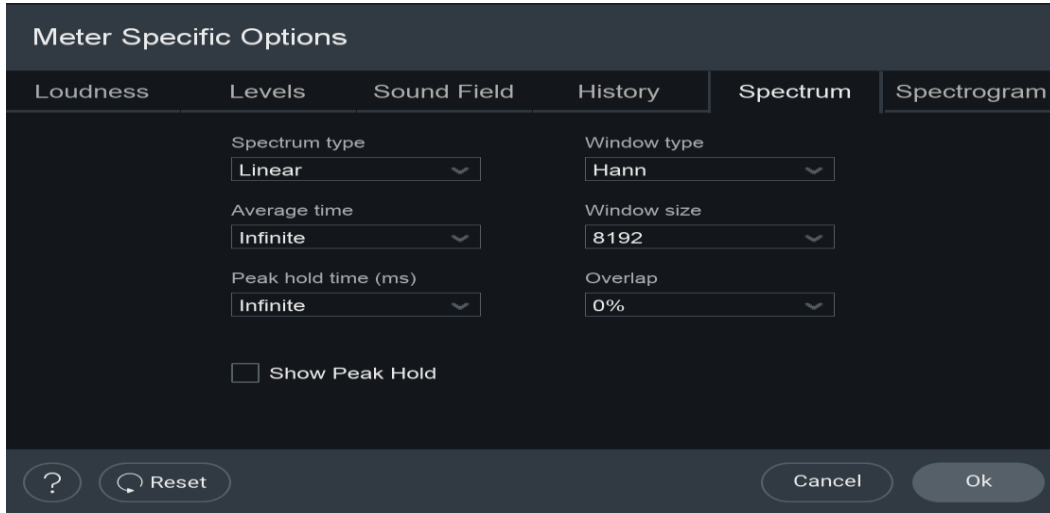 Meter Specific Options
Loudness Levels Sound Field History Spectrum Spectrogram
Spectrum type Window type
Linear Hann
Average time Window size
Infinite 8192
Peak hold time (ms) Overlap
Infinite 0%
Show Peak Hold
? Reset Cancel Ok